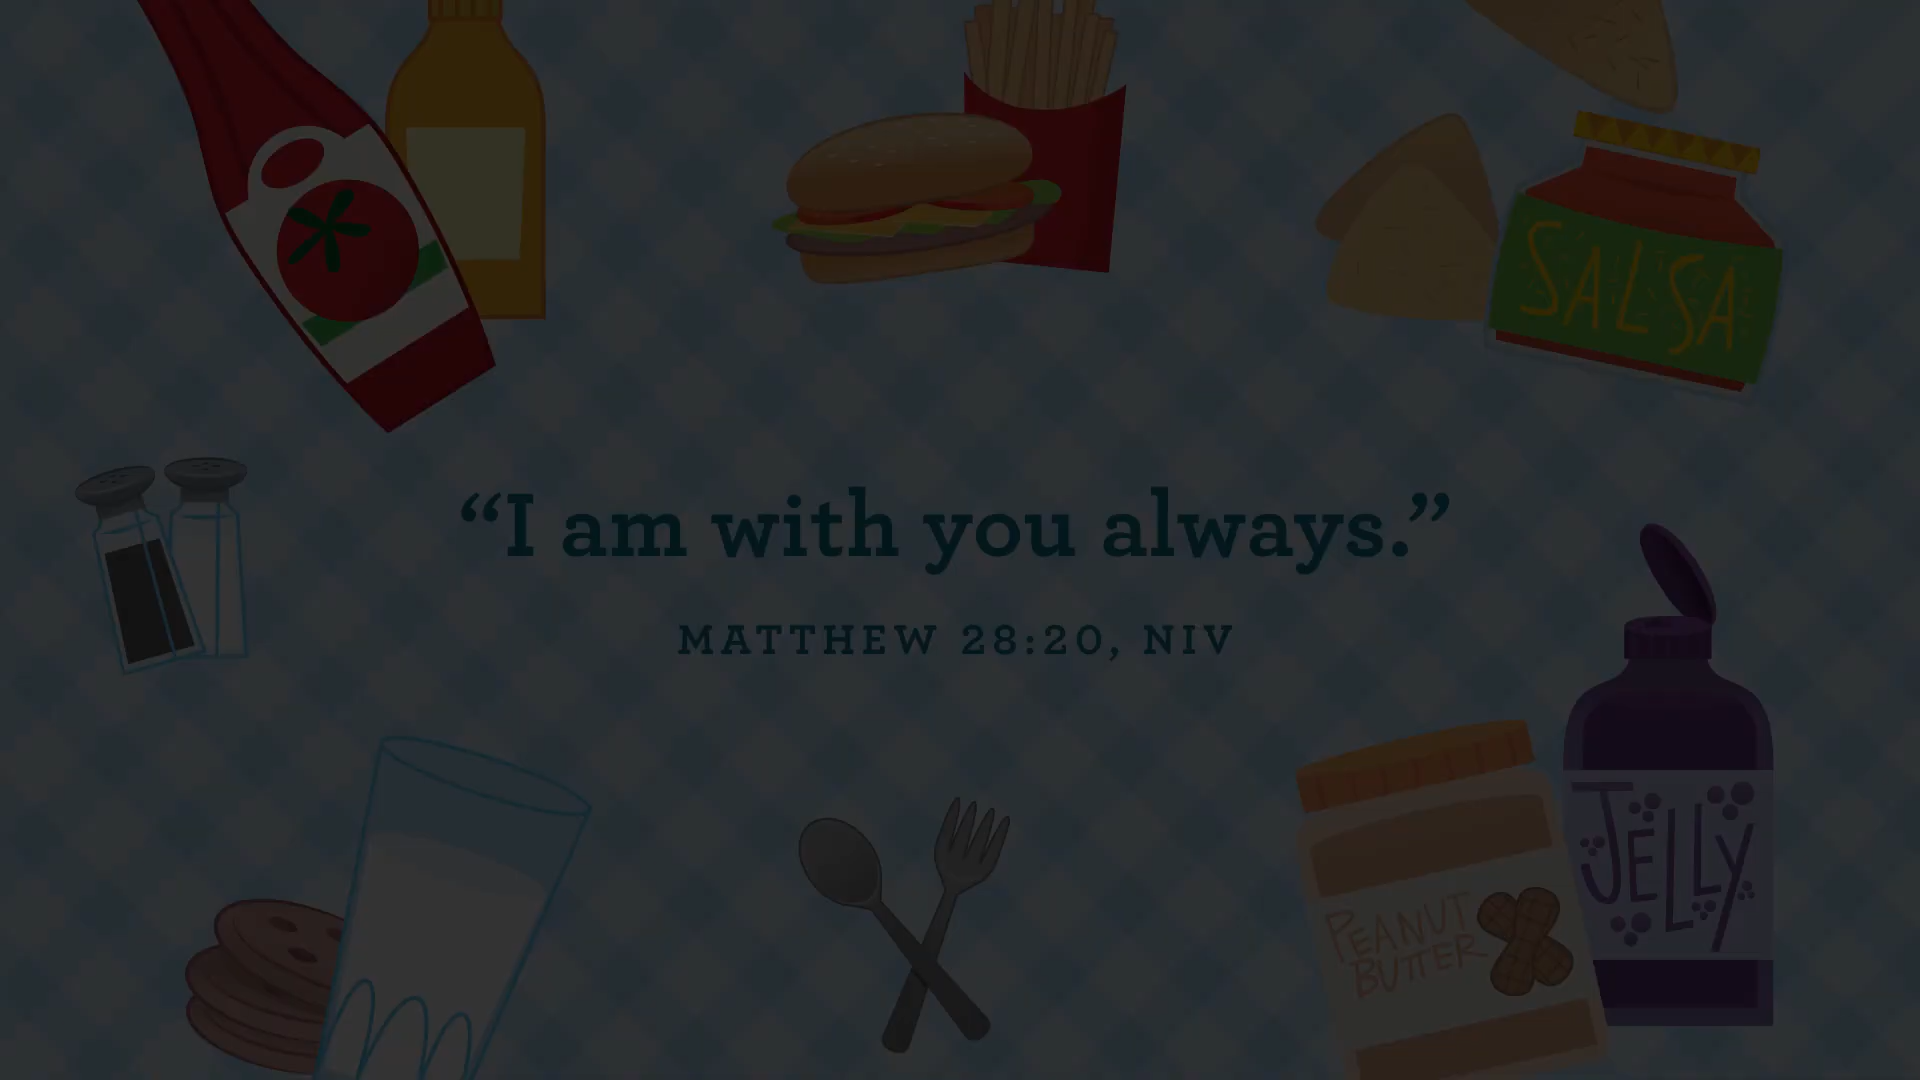 SALSA
“I am with you always.”
MATTHEW 28:20, NIV
JELLY
PEANUT
BUTTER